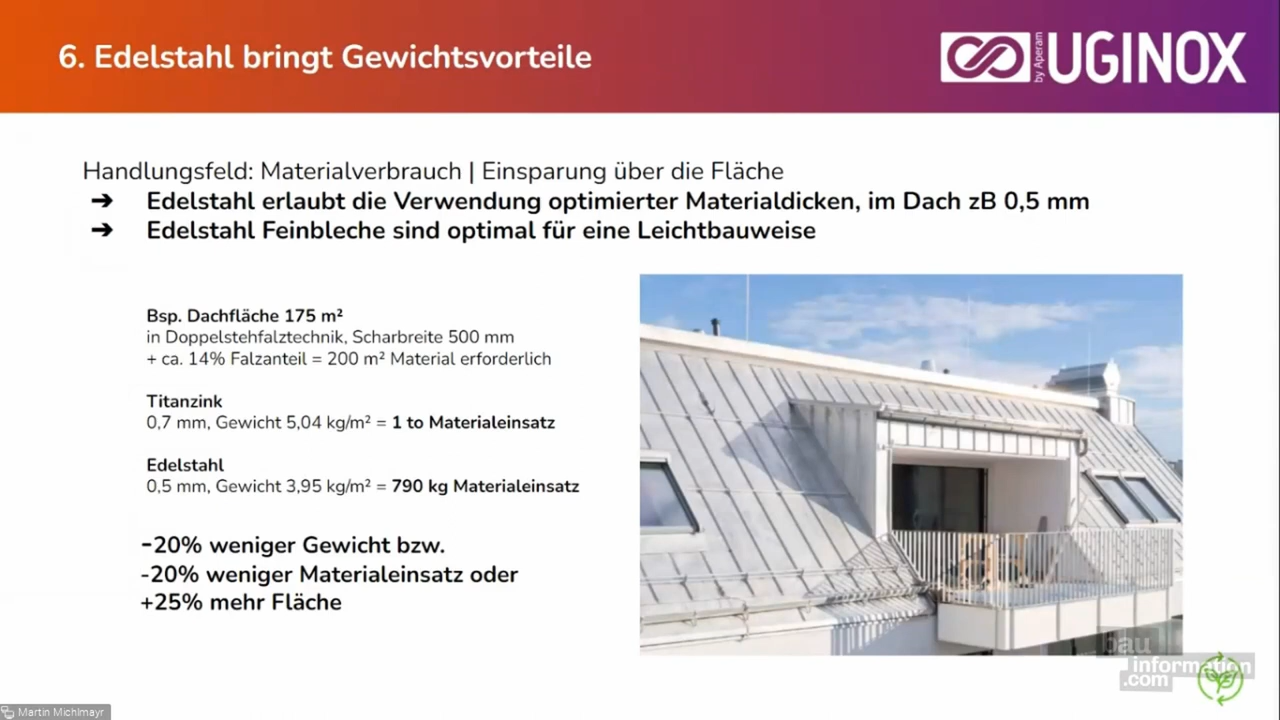 6. Edelstahl bringt Gewichtsvorteile
by Aperam
UGINOX
Handlungsfeld: Materialverbrauch | Einsparung über die Fläche
➔ Edelstahl erlaubt die Verwendung optimierter Materialdicken, im Dach zB 0,5 mm
➔ Edelstahl Feinbleche sind optimal für eine Leichtbauweise
Bsp. Dachfläche 175 m²
in Doppelstehfalztechnik, Scharbreite 500 mm
+ ca. 14% Falzanteil = 200 m² Material erforderlich
Titanzink
0,7 mm, Gewicht 5,04 kg/m² = 1 to Materialeinsatz
Edelstahl
0,5 mm, Gewicht 3,95 kg/m² = 790 kg Materialeinsatz
-20% weniger Gewicht bzw.
-20% weniger Materialeinsatz oder
+25% mehr Fläche
bau
information
.com
Martin Michlmayr